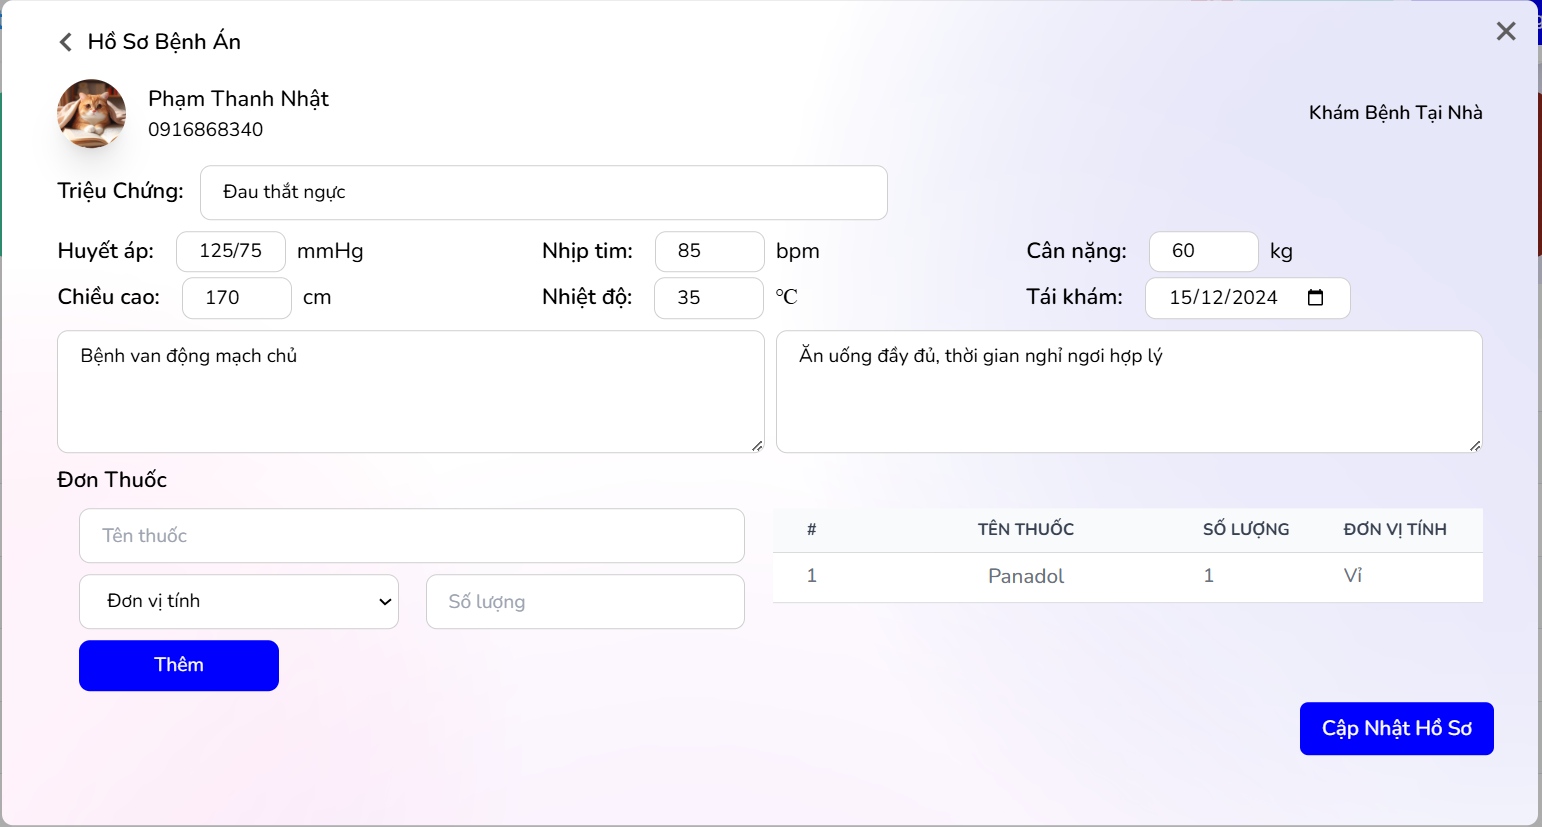 Hồ Sơ Bệnh Án
Phạm Thanh Nhật
0916868340
Khám Bệnh Tại Nhà
Triệu Chứng: Đau thắt ngực
Huyết áp: 125/75 mmHg Nhịp tim: 85 bpm Cân nặng: 60 kg
Chiều cao: 170 cm Nhiệt độ: 35 °C Tái khám: 15/12/2024
Bệnh van động mạch chủ
Ăn uống đầy đủ, thời gian nghỉ ngơi hợp lý
Đơn Thuốc
Tên thuốc
Đơn vị tính Số lượng
Thêm
# TÊN THUỐC SỐ LƯỢNG ĐƠN VỊ TÍNH
1 Panadol 1 Vỉ
Cập Nhật Hồ Sơ